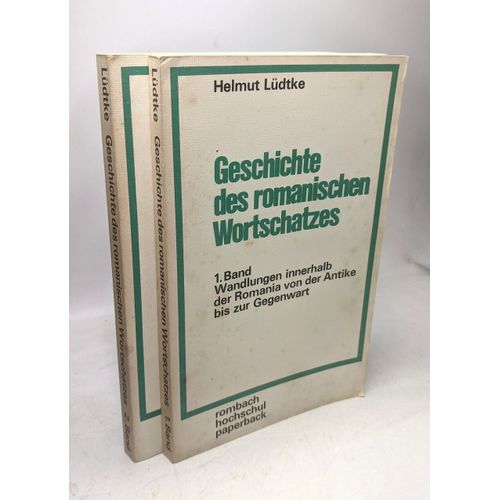 Helmut Lüdtke
Geschichte
des romanischen
Wortschatzes
1. Band
Wandlungen innerhalb
der Romania von der Antike
bis zur Gegenwart
rombach
hochschul
paperback
Lüdtke Geschichte des romanischen Wortschatzes 1. Band
Lüdtke Geschichte des romanischen Wortschatzes 2. Band